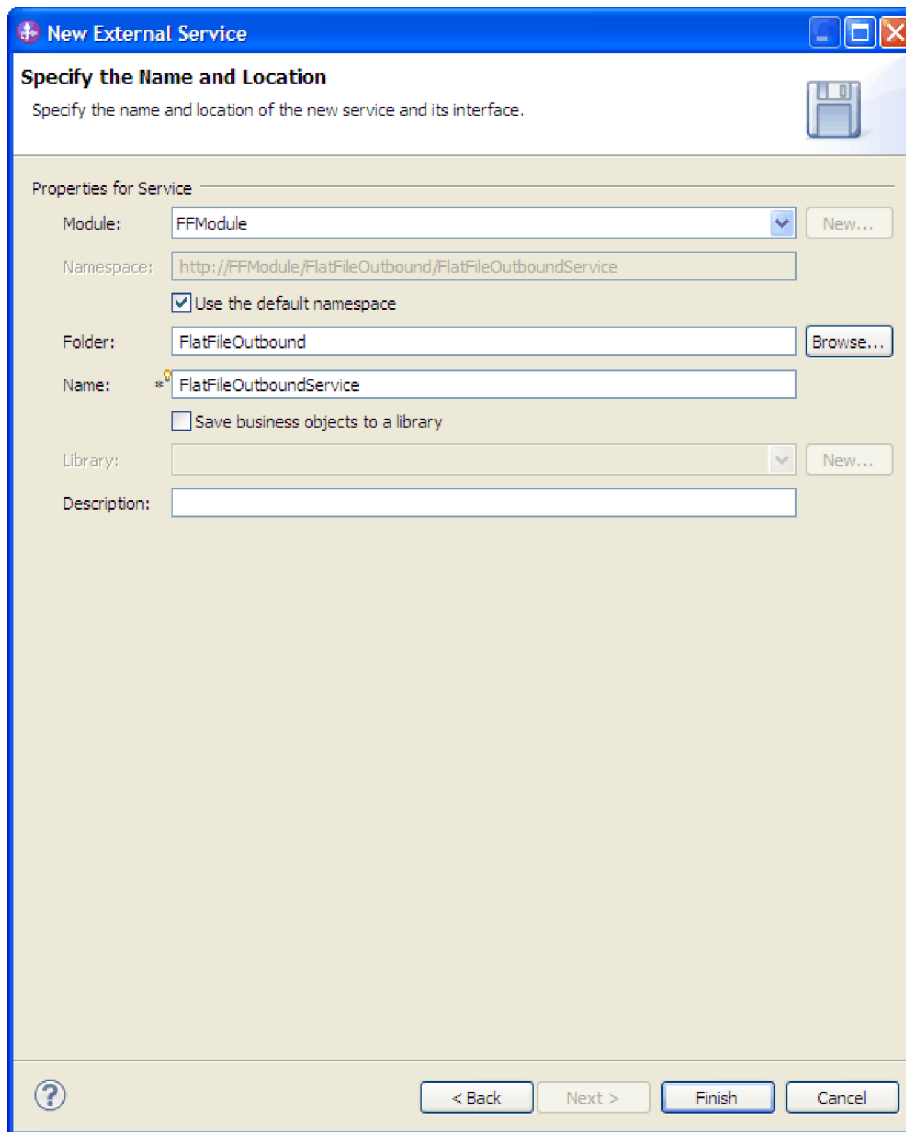 New External Service
Specify the Name and Location
Specify the name and location of the new service and its interface.
Properties for Service
Module: FFModule New...
Namespace: http://FFModule/FlatFileOutbound/FlatFileOutboundService
Use the default namespace
Folder: FlatFileOutbound Browse...
Name: * FlatFileOutboundService
Save business objects to a library
Library: New...
Description:
? < Back Next > Finish Cancel